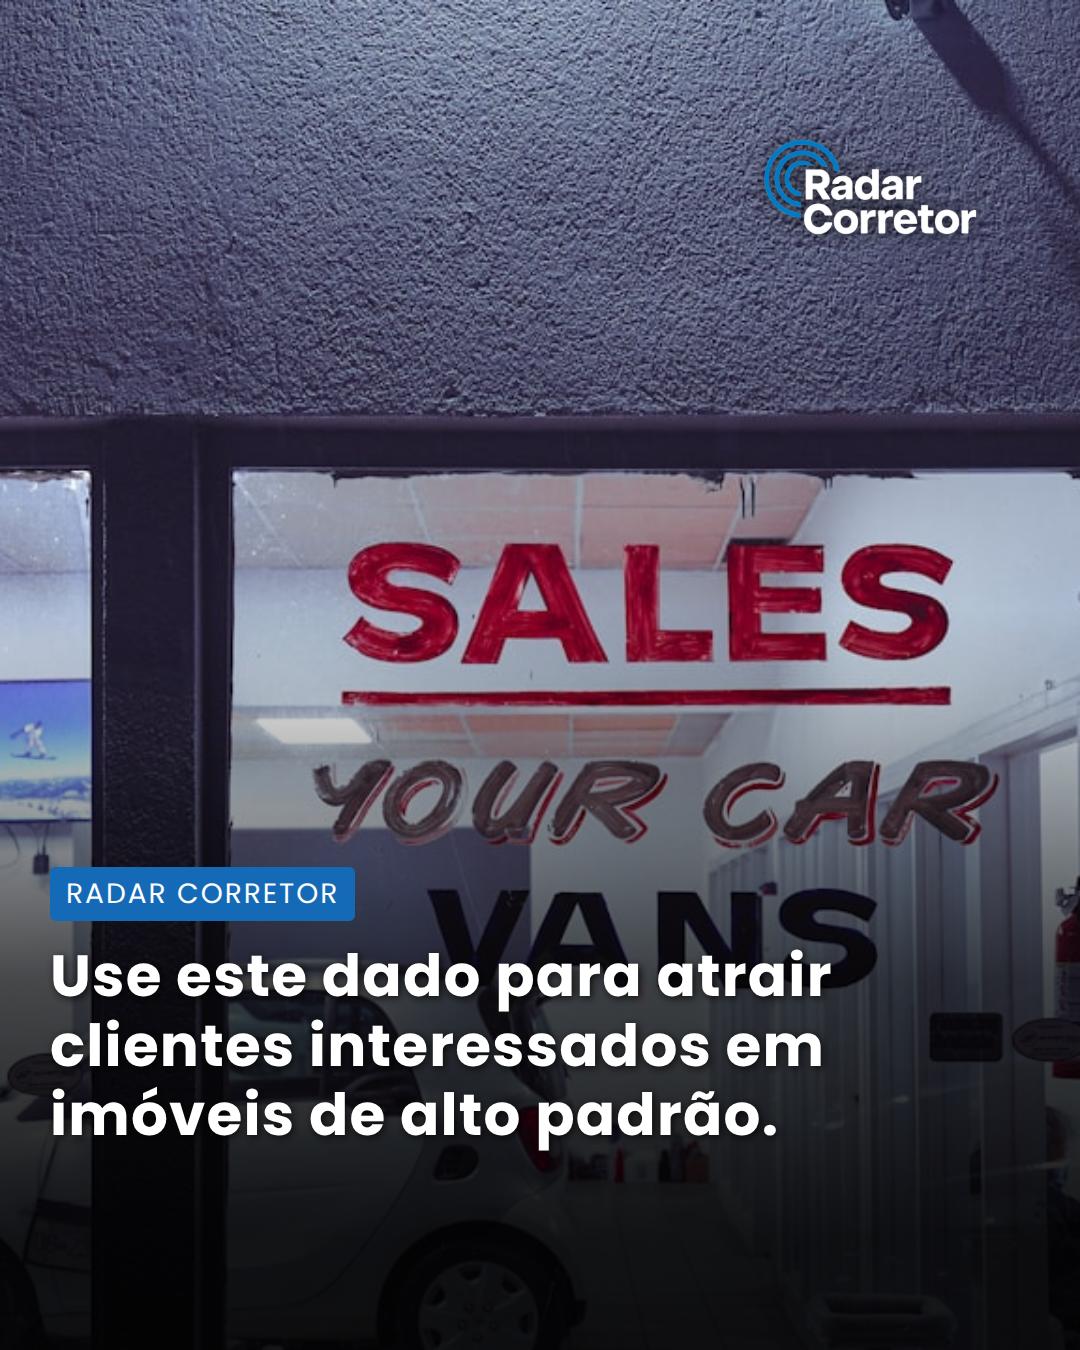 Radar
Corretor
SALES
YOUR CAR
VANS
RADAR CORRETOR
Use este dado para atrair
clientes interessados em
imóveis de alto padrão.